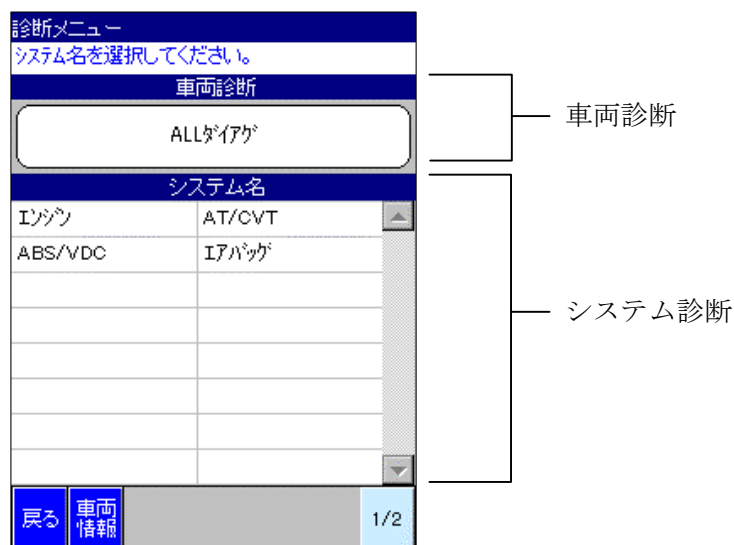 診断メニュー
システム名を選択してください。
車両診断
ALLダイアグ
車両診断
システム名
エンジン AT/CVT
ABS/VDC エアバッグ
システム診断
戻る 車両情報 1/2